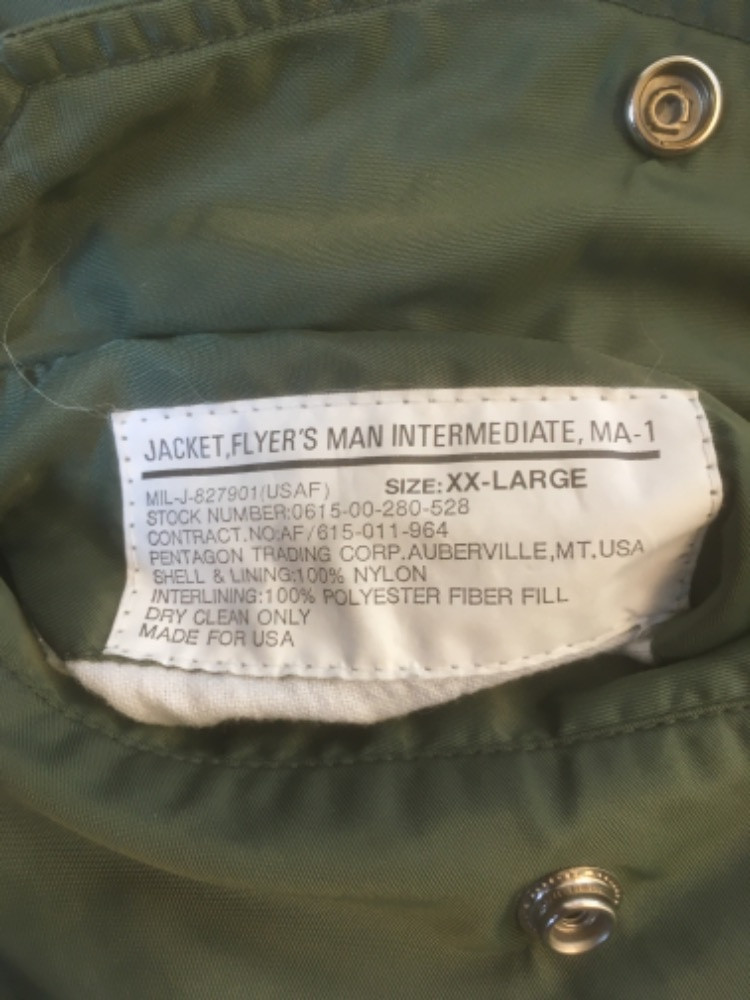 JACKET,FLYER'S MAN INTERMEDIATE, MA-1
MIL-J-827901(USAF) SIZE:XX-LARGE
STOCK NUMBER:0615-00-280-528
CONTRACT.NO:AF/615-011-964
PENTAGON TRADING CORP.AUBERVILLE,MT.USA
SHELL & LINING:100% NYLON
INTERLINING:100% POLYESTER FIBER FILL
DRY CLEAN ONLY
MADE FOR USA